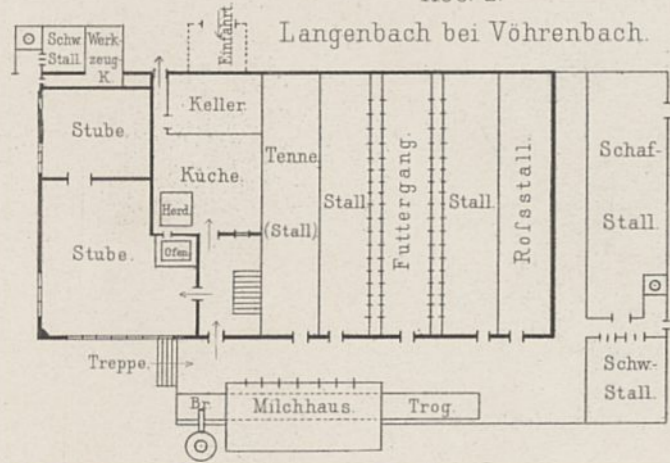 Langenbach bei Vöhrenbach.
Einfahrt.
Schw.
Stall.
Werk-
zeug-
K.
Keller.
Stube.
Küche.
Tenne.
(Stall)
Stall.
Futtergang.
Stall.
Roſsstall.
Schaf-
Stall.
Herd.
Ofen.
Stube.
Treppe.
Br.
Milchhaus.
Trog.
Schw.-
Stall.